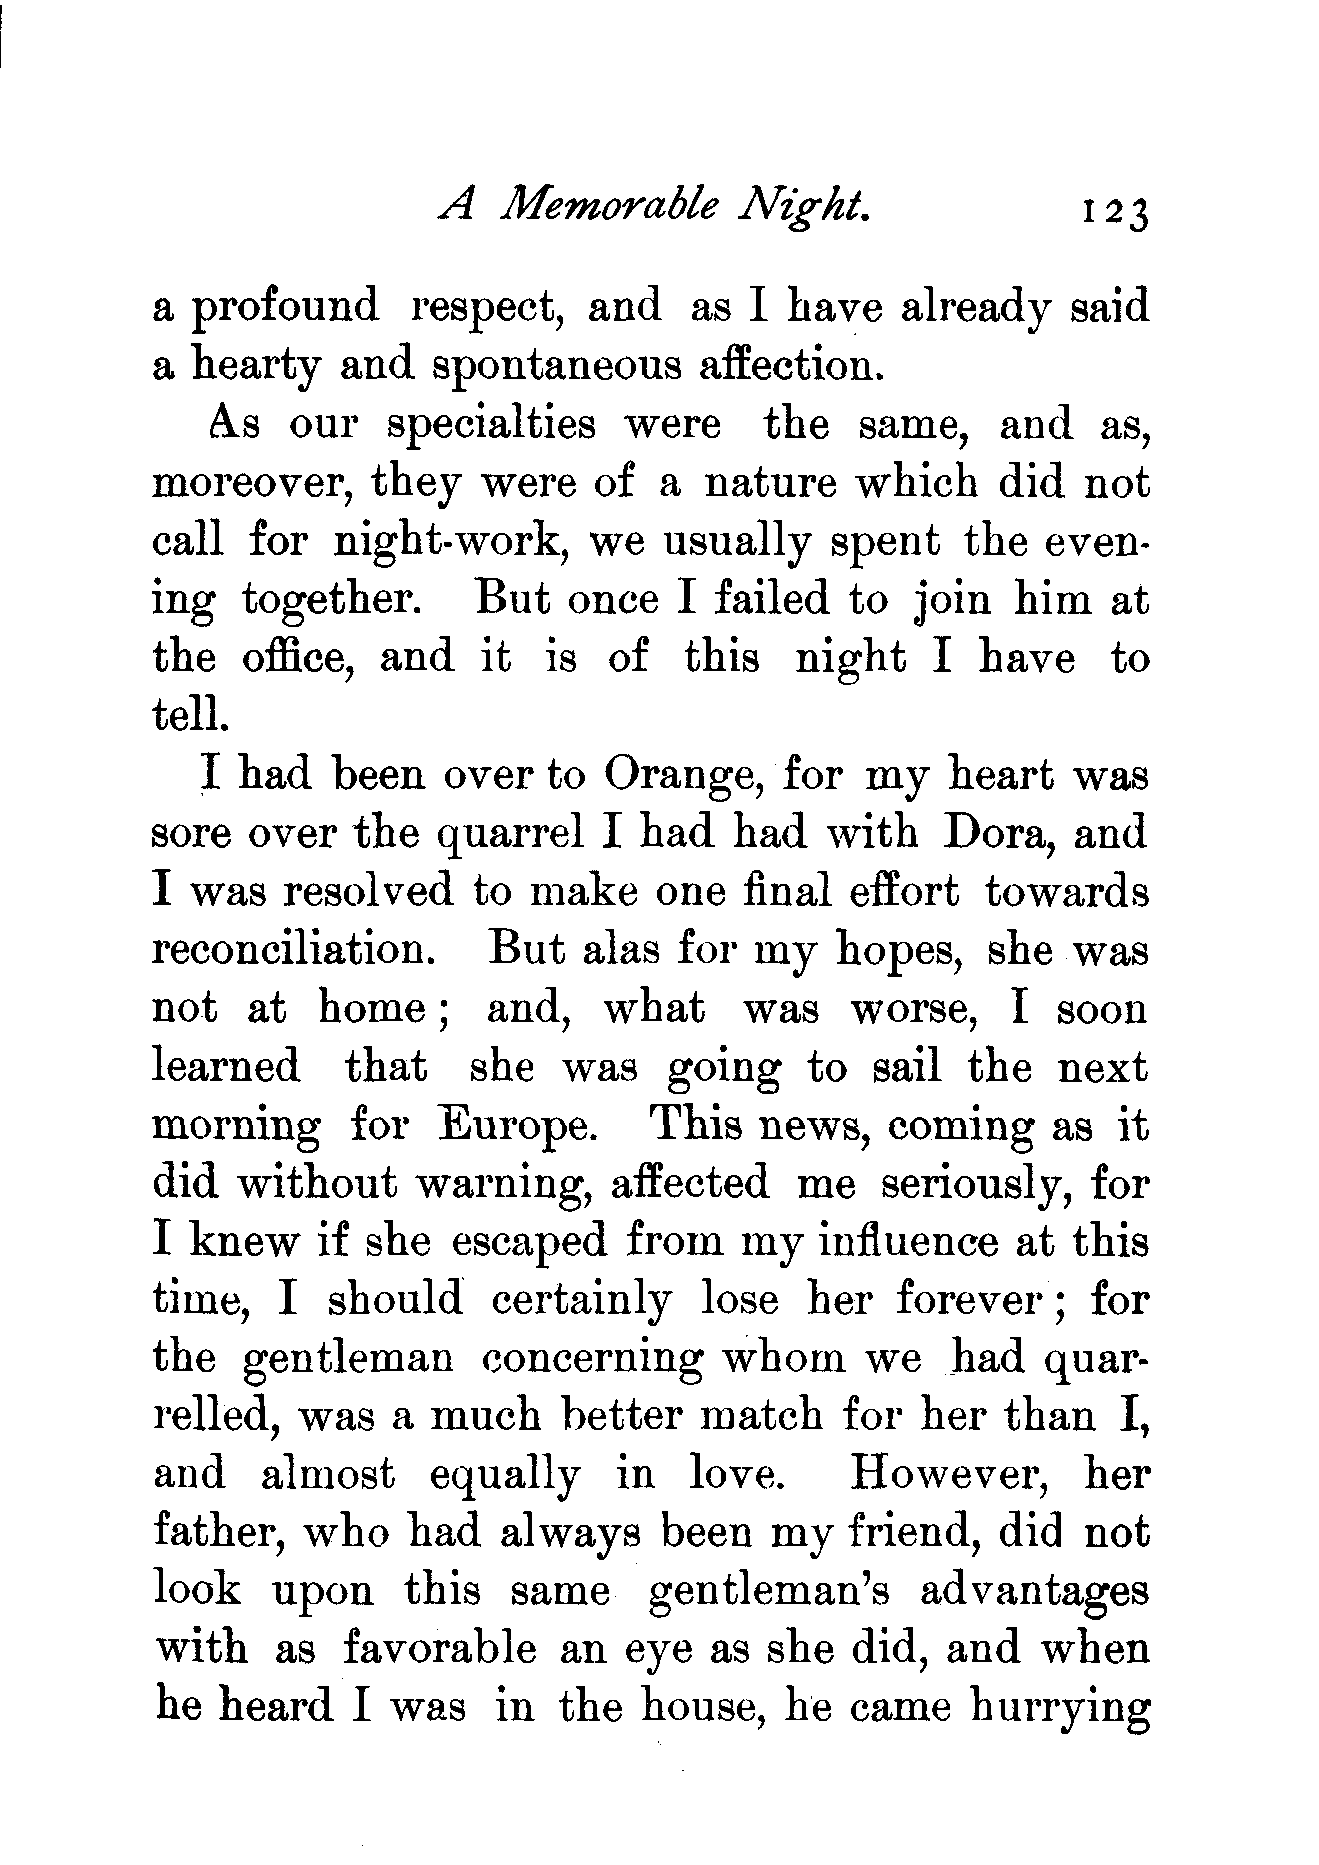 A Memorable Night. 123
a profound respect, and as I have already said
a hearty and spontaneous affection.
As our specialties were the same, and as,
moreover, they were of a nature which did not
call for night-work, we usually spent the even-
ing together. But once I failed to join him at
the office, and it is of this night I have to
tell.
I had been over to Orange, for my heart was
sore over the quarrel I had had with Dora, and
I was resolved to make one final effort towards
reconciliation. But alas for my hopes, she was
not at home ; and, what was worse, I soon
learned that she was going to sail the next
morning for Europe. This news, coming as it
did without warning, affected me seriously, for
I knew if she escaped from my influence at this
time, I should certainly lose her forever ; for
the gentleman concerning whom we had quar-
relled, was a much better match for her than I,
and almost equally in love. However, her
father, who had always been my friend, did not
look upon this same gentleman's advantages
with as favorable an eye as she did, and when
he heard I was in the house, he came hurrying